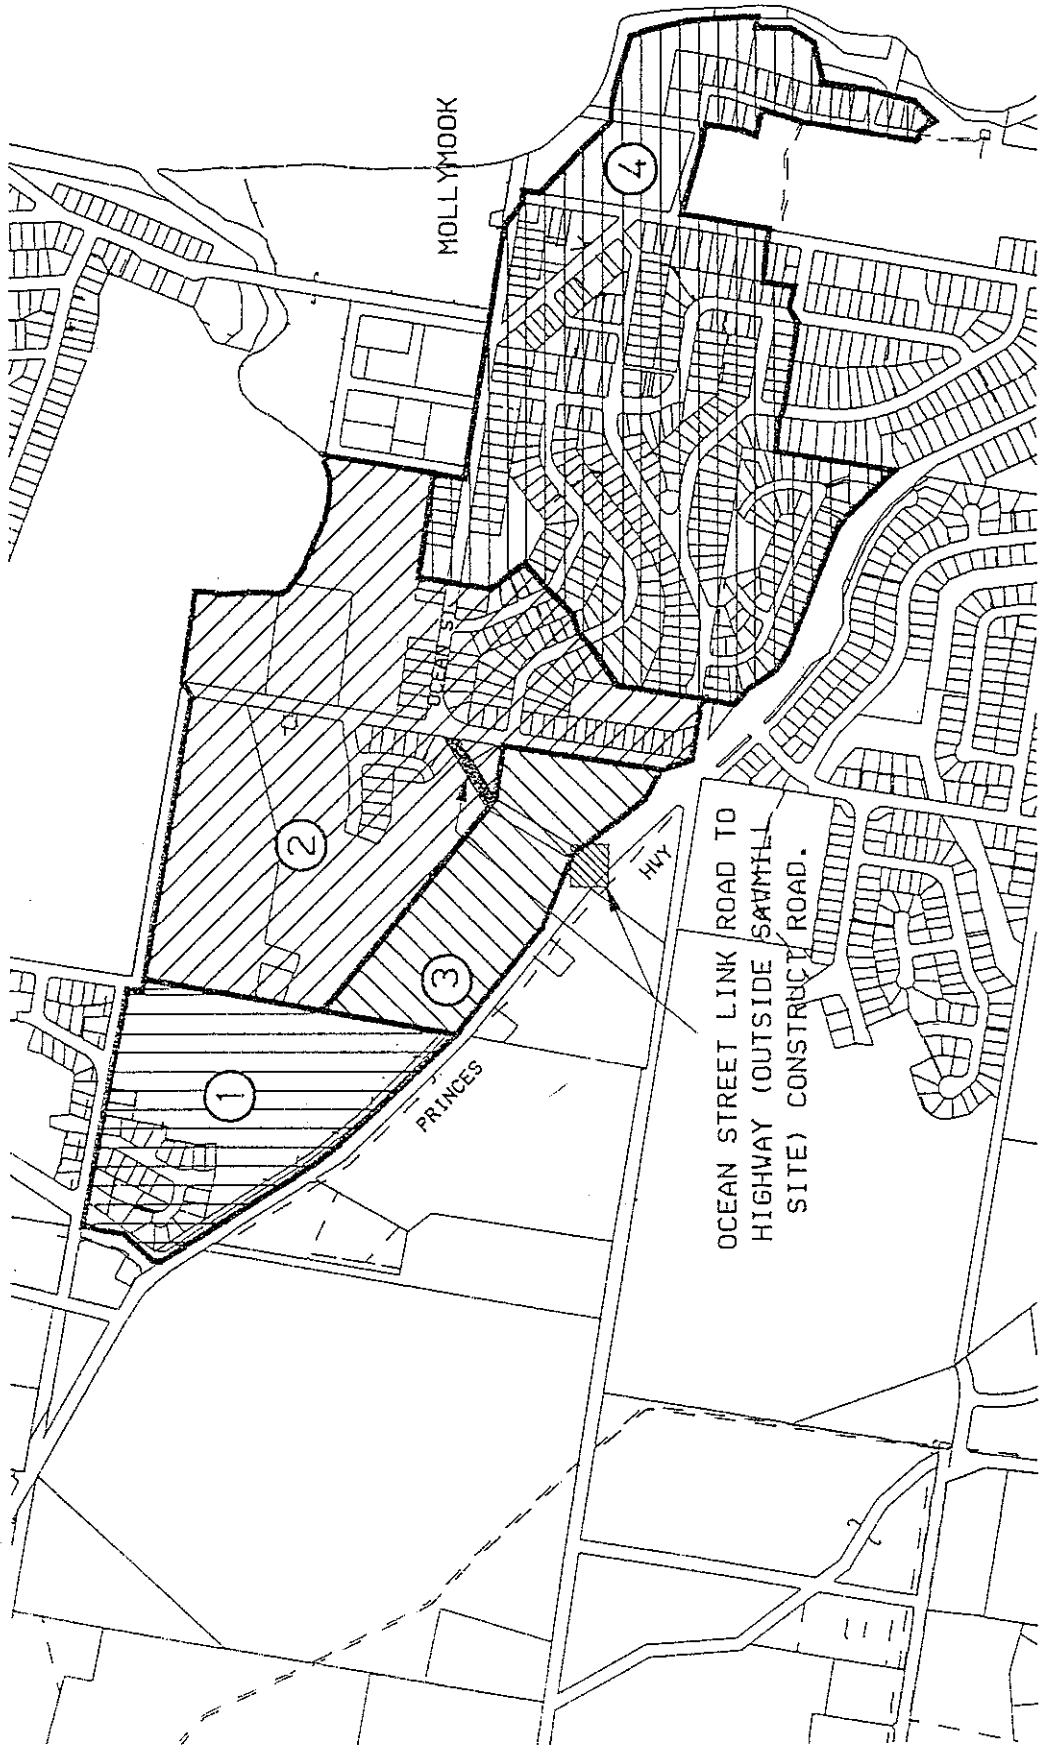 MOLLYMOOK
4
OCEAN ST
2
3
1
PRINCES
HWY
OCEAN STREET LINK ROAD TO
HIGHWAY (OUTSIDE SAWMILL
SITE) CONSTRUCT ROAD.